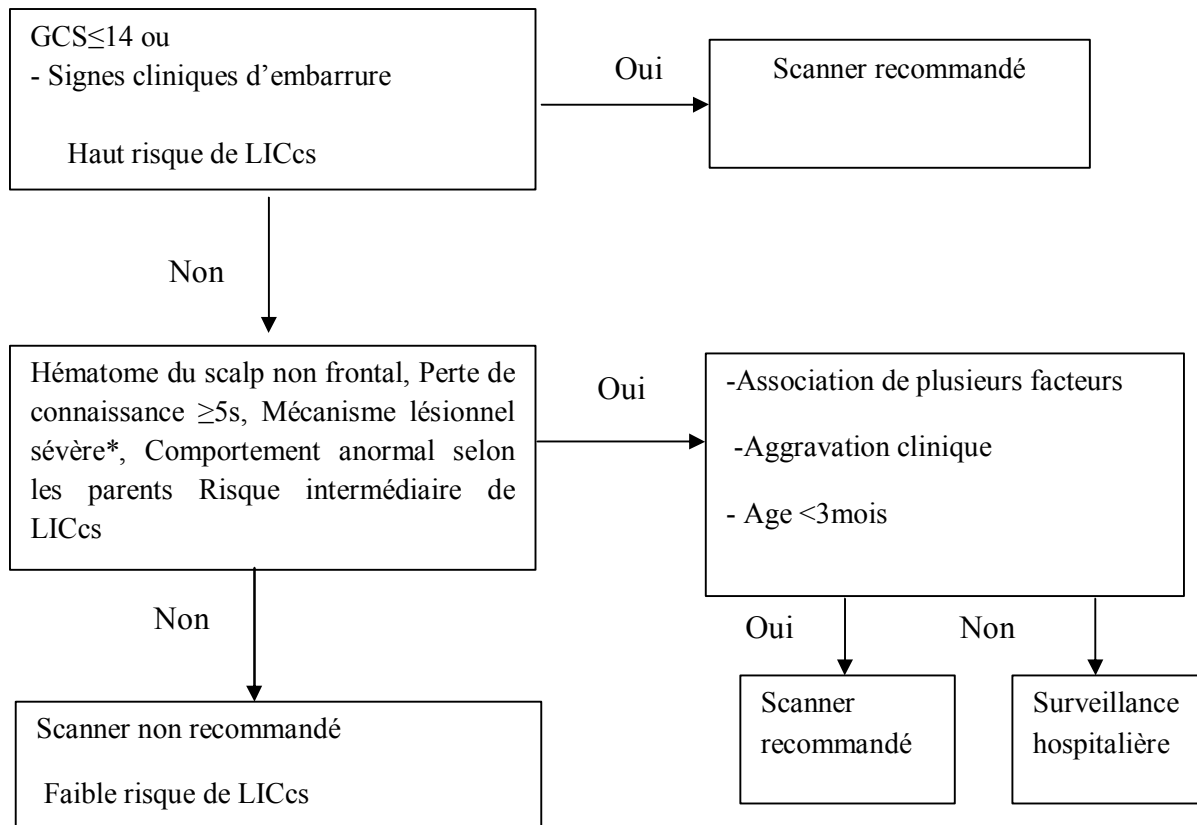 GCS≤14 ou
- Signes cliniques d’embarrure
Haut risque de LICcs
Oui
Scanner recommandé
Non
Hématome du scalp non frontal, Perte de
connaissance ≥5s, Mécanisme lésionnel
sévère*, Comportement anormal selon
les parents Risque intermédiaire de
LICcs
Oui
-Association de plusieurs facteurs
-Aggravation clinique
- Age <3mois
Non
Oui
Non
Scanner non recommandé
Faible risque de LICcs
Scanner
recommandé
Surveillance
hospitalière